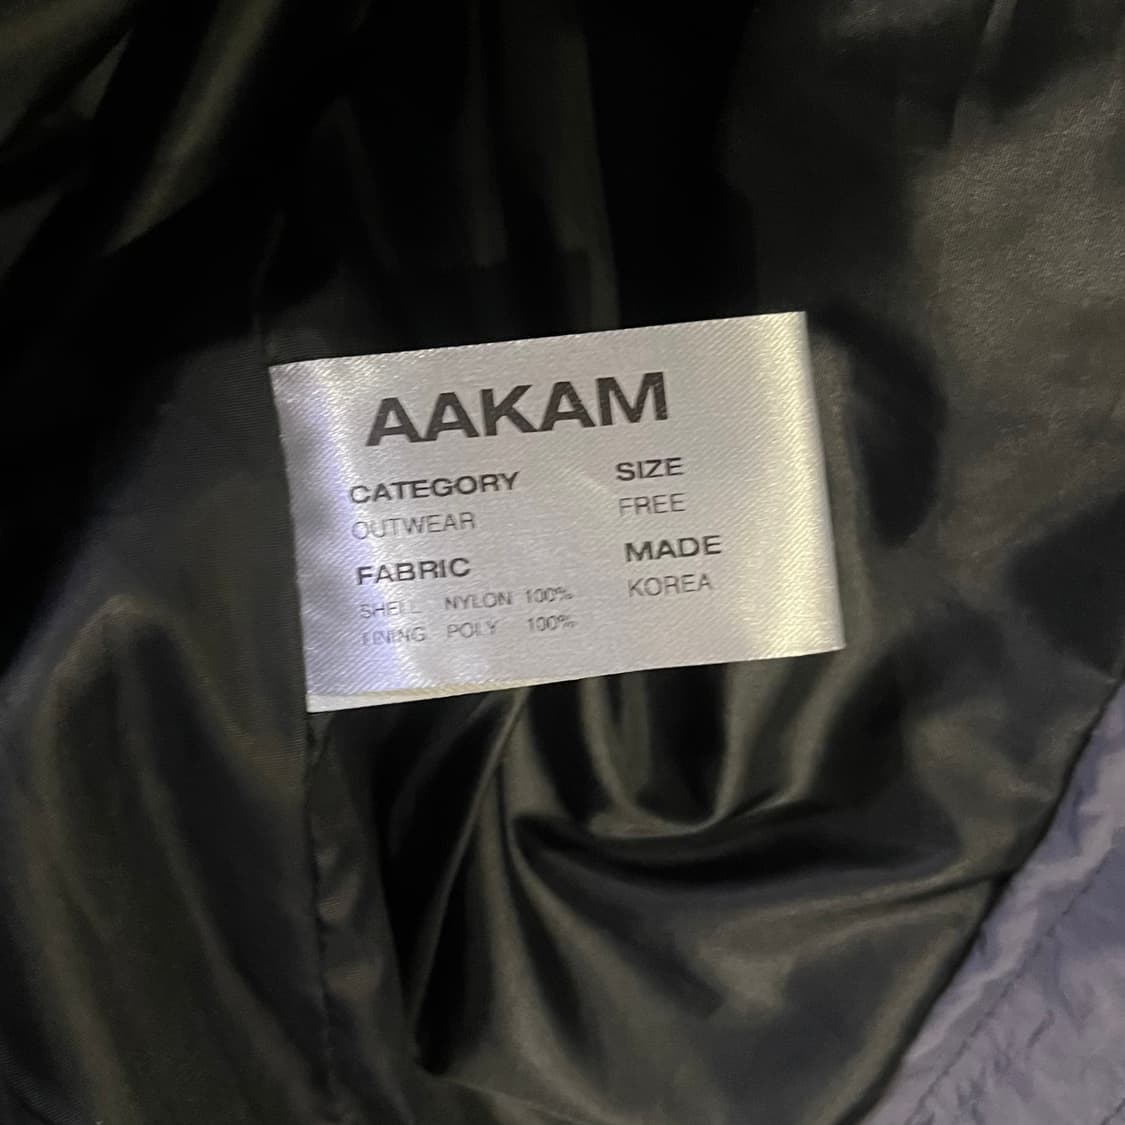 AAKAM
CATEGORY SIZE
OUTWEAR FREE
FABRIC MADE
SHELL NYLON 100% KOREA
LINING POLY 100%